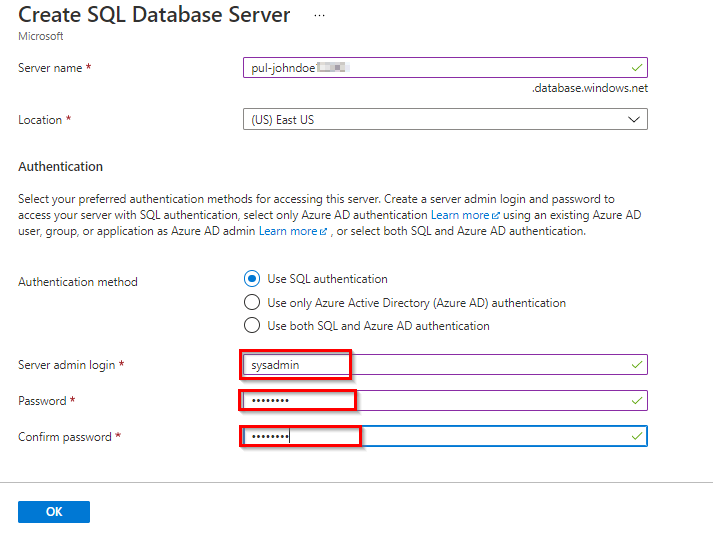 Create SQL Database Server ...
Microsoft
Server name *
pul-johndoe
.database.windows.net
Location *
(US) East US
Authentication
Select your preferred authentication methods for accessing this server. Create a server admin login and password to
access your server with SQL authentication, select only Azure AD authentication Learn more using an existing Azure AD
user, group, or application as Azure AD admin Learn more , or select both SQL and Azure AD authentication.
Authentication method
Use SQL authentication
Use only Azure Active Directory (Azure AD) authentication
Use both SQL and Azure AD authentication
Server admin login *
sysadmin
Password *
••••••••
Confirm password *
••••••••
OK